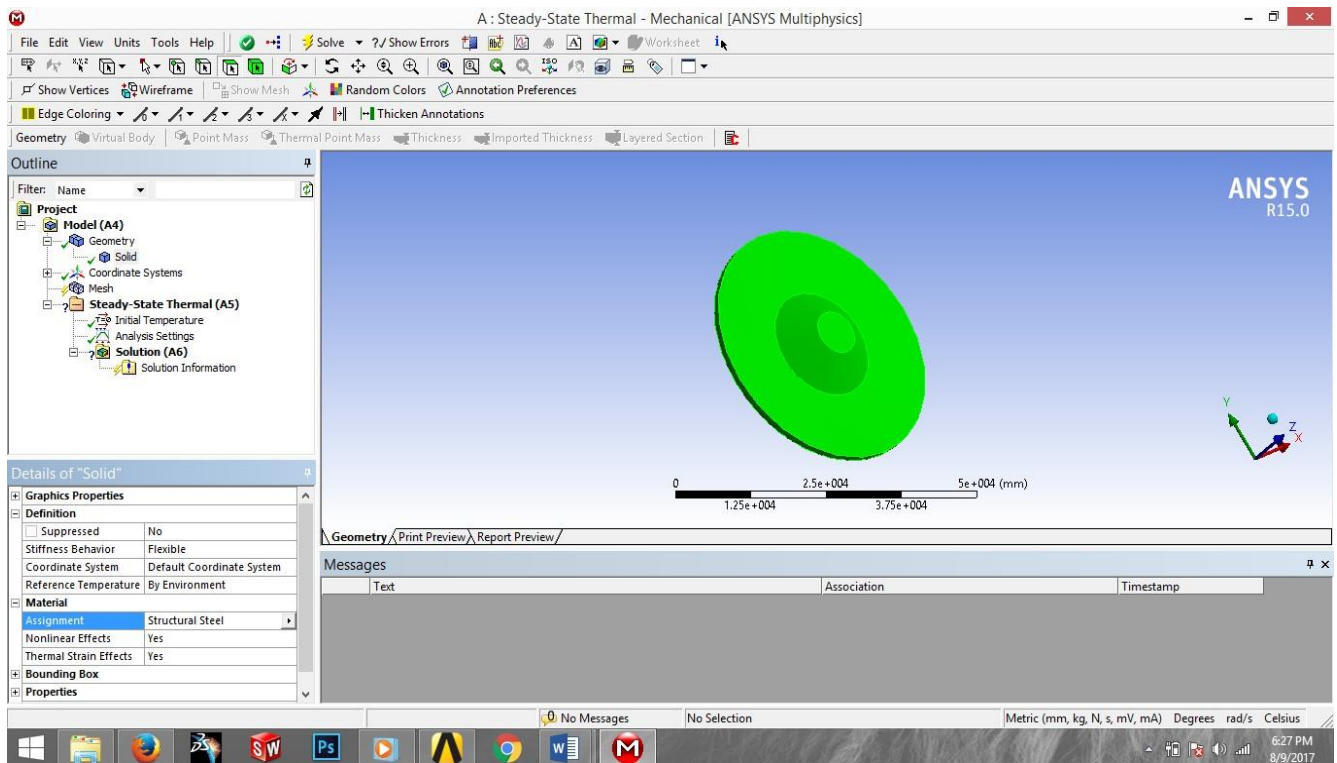 A : Steady-State Thermal - Mechanical [ANSYS Multiphysics]
File Edit View Units Tools Help Solve ?/ Show Errors Worksheet
Show Vertices Wireframe Show Mesh Random Colors Annotation Preferences
Edge Coloring Thicken Annotations
Geometry Virtual Body Point Mass Thermal Point Mass Thickness Imported Thickness Layered Section
Outline
Filter: Name
Project
Model (A4)
Geometry
Solid
Coordinate Systems
Mesh
Steady-State Thermal (A5)
Initial Temperature
Analysis Settings
Solution (A6)
Solution Information
ANSYS
R15.0
Y
Z
X
0 2.5e+004 5e+004 (mm)
1.25e+004 3.75e+004
Geometry Print Preview Report Preview
Details of "Solid"
Graphics Properties
Definition
Suppressed No
Stiffness Behavior Flexible
Coordinate System Default Coordinate System
Reference Temperature By Environment
Material
Assignment Structural Steel
Nonlinear Effects Yes
Thermal Strain Effects Yes
Bounding Box
Properties
Messages
Text Association Timestamp
0 No Messages No Selection Metric (mm, kg, N, s, mV, mA) Degrees rad/s Celsius
SW Ps W M
6:27 PM
8/9/2017